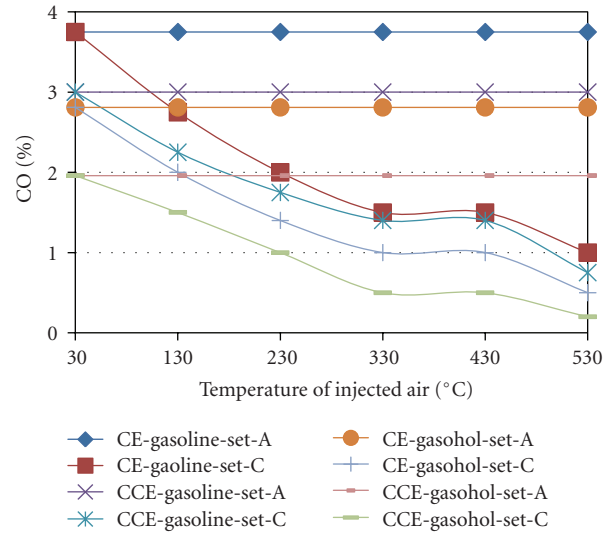 4
3
2
1
0
CO (%)
30 130 230 330 430 530
Temperature of injected air (°C)
CE-gasoline-set-A
CE-gaoline-set-C
CCE-gasoline-set-A
CCE-gasoline-set-C
CE-gasohol-set-A
CE-gasohol-set-C
CCE-gasohol-set-A
CCE-gasohol-set-C